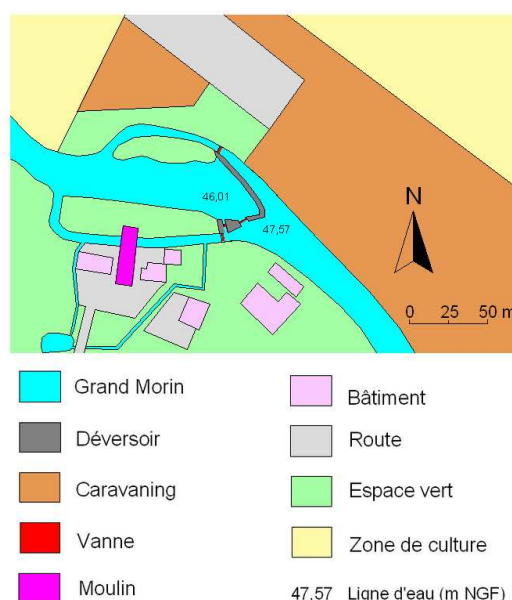 46,01
47,57
N
0 25 50 m
Grand Morin
Bâtiment
Déversoir
Route
Caravaning
Espace vert
Vanne
Zone de culture
Moulin
47.57 Ligne d'eau (m NGF)